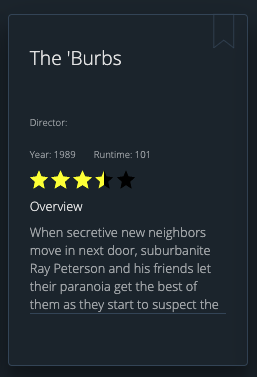 The 'Burbs
Director:
Year: 1989 Runtime: 101
Overview
When secretive new neighbors
move in next door, suburbanite
Ray Peterson and his friends let
their paranoia get the best of
them as they start to suspect the